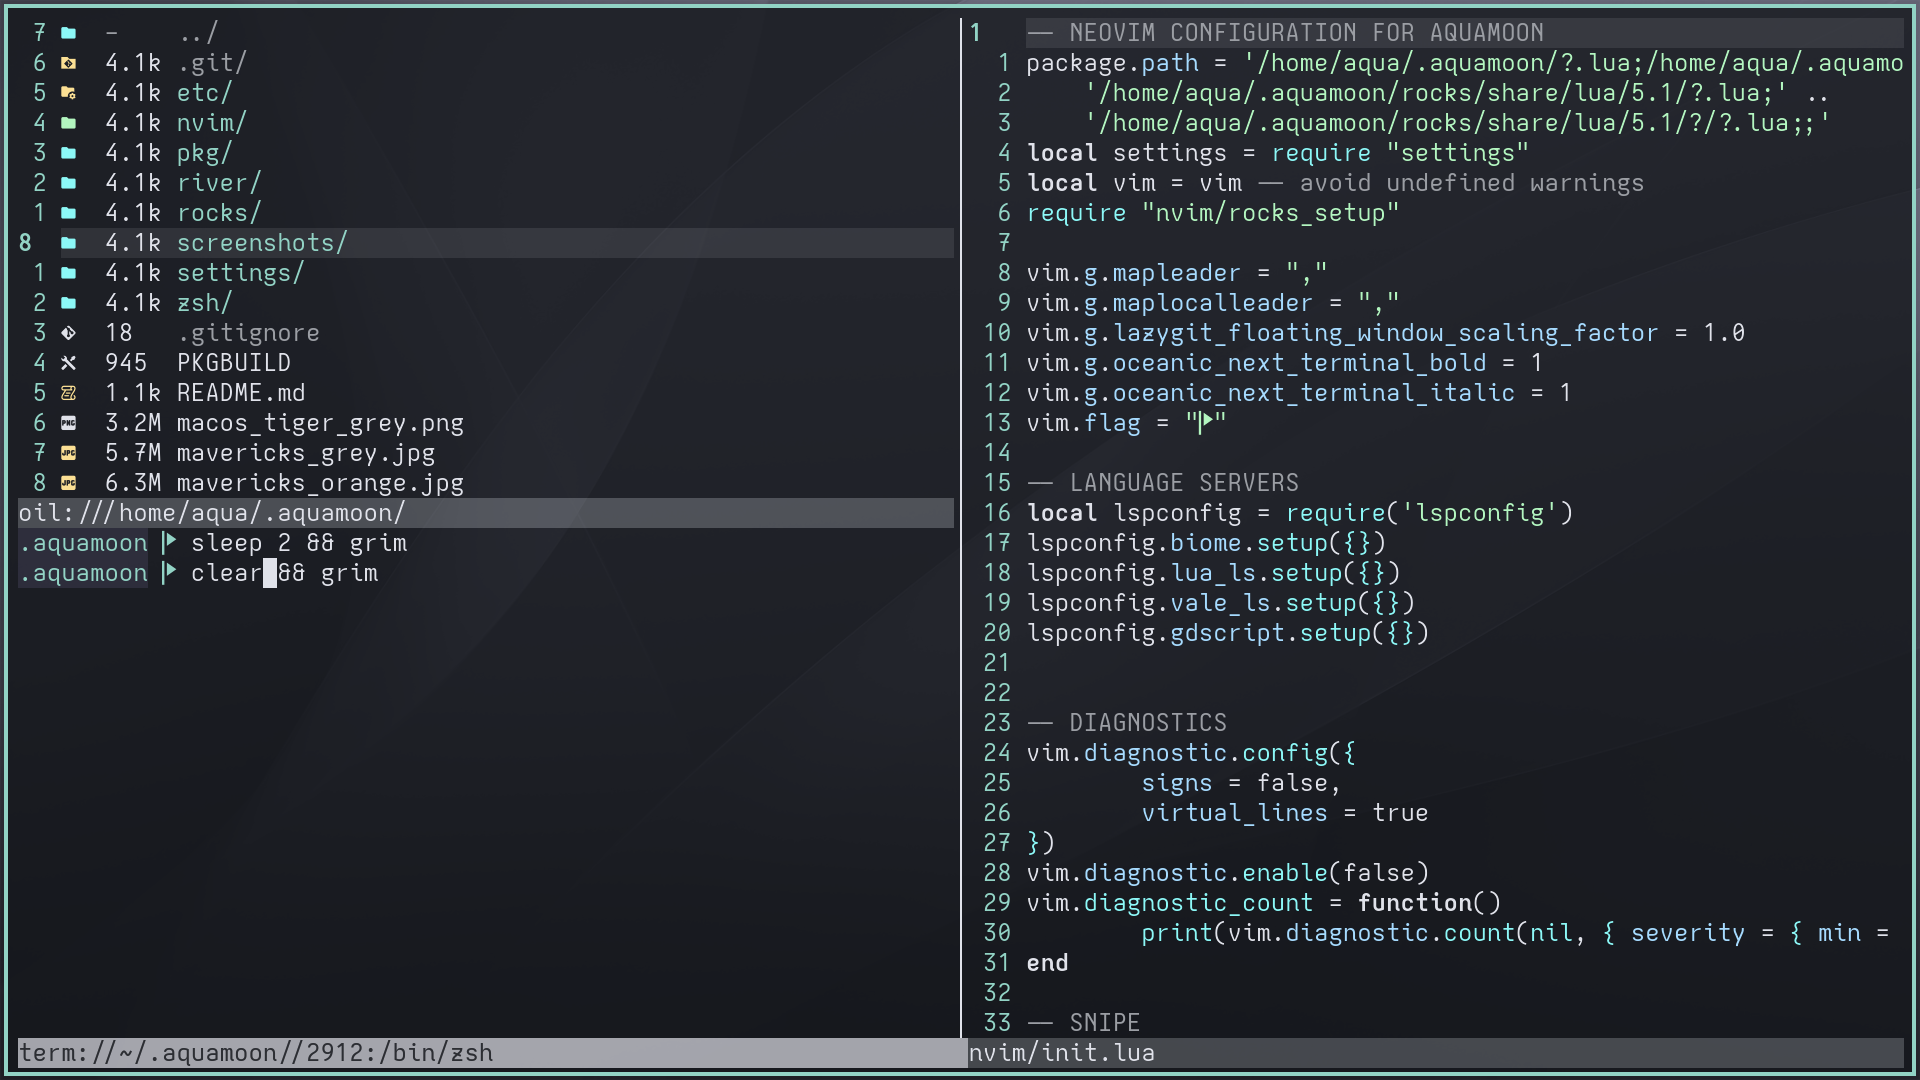 7 - ../
6 4.1k .git/
5 4.1k etc/
4 4.1k nvim/
3 4.1k pkg/
2 4.1k river/
1 4.1k rocks/
8 4.1k screenshots/
1 4.1k settings/
2 4.1k zsh/
3 18 .gitignore
4 945 PKGBUILD
5 1.1k README.md
6 PNG 3.2M macos_tiger_grey.png
7 JPG 5.7M mavericks_grey.jpg
8 JPG 6.3M mavericks_orange.jpg
oil:///home/aqua/.aquamoon/
.aquamoon sleep 2 && grim
.aquamoon clear && grim
term://~/.aquamoon//2912:/bin/zsh
1 -- NEOVIM CONFIGURATION FOR AQUAMOON
1 package.path = '/home/aqua/.aquamoon/?.lua;/home/aqua/.aquamo
2     '/home/aqua/.aquamoon/rocks/share/lua/5.1/?.lua;' ..
3     '/home/aqua/.aquamoon/rocks/share/lua/5.1/?/?.lua;;'
4 local settings = require "settings"
5 local vim = vim -- avoid undefined warnings
6 require "nvim/rocks_setup"
7
8 vim.g.mapleader = ","
9 vim.g.maplocalleader = ","
10 vim.g.lazygit_floating_window_scaling_factor = 1.0
11 vim.g.oceanic_next_terminal_bold = 1
12 vim.g.oceanic_next_terminal_italic = 1
13 vim.flag = ""
14
15 -- LANGUAGE SERVERS
16 local lspconfig = require('lspconfig')
17 lspconfig.biome.setup({})
18 lspconfig.lua_ls.setup({})
19 lspconfig.vale_ls.setup({})
20 lspconfig.gdscript.setup({})
21
22
23 -- DIAGNOSTICS
24 vim.diagnostic.config({
25         signs = false,
26         virtual_lines = true
27 })
28 vim.diagnostic.enable(false)
29 vim.diagnostic_count = function()
30         print(vim.diagnostic.count(nil, { severity = { min =
31 end
32
33 -- SNIPE
nvim/init.lua